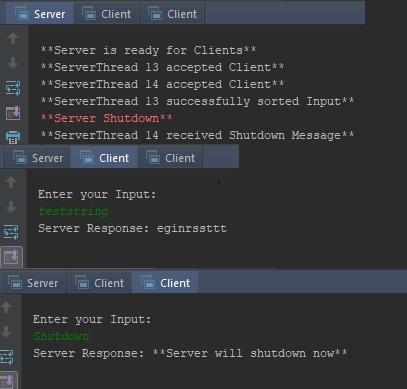 Server Client Client
**Server is ready for Clients**
**ServerThread 13 accepted Client**
**ServerThread 14 accepted Client**
**ServerThread 13 successfully sorted Input**
**Server Shutdown**
**ServerThread 14 received Shutdown Message**
Server Client Client
Enter your Input:
teststring
Server Response: eginrssttt
Server Client Client
Enter your Input:
Shutdown
Server Response: **Server will shutdown now**